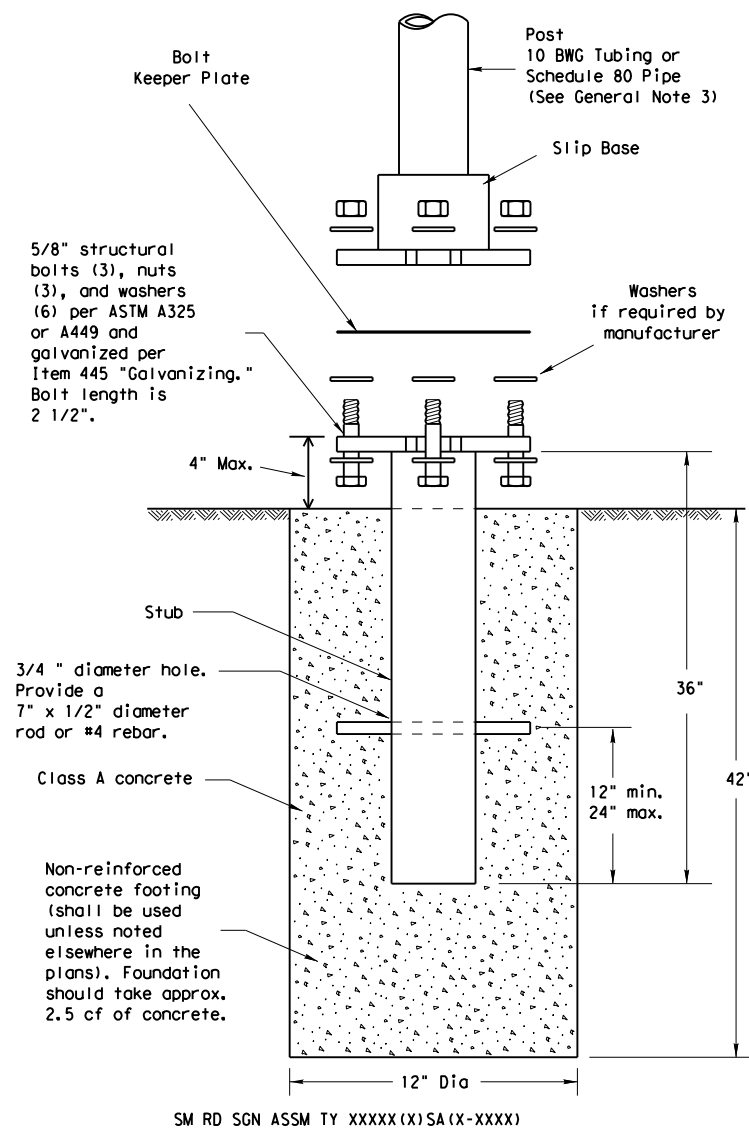 Bolt
Keeper Plate
Post
10 BWG Tubing or
Schedule 80 Pipe
(See General Note 3)
Slip Base
5/8" structural
bolts (3), nuts
(3), and washers
(6) per ASTM A325
or A449 and
galvanized per
Item 445 "Galvanizing."
Bolt length is
2 1/2".
Washers
if required by
manufacturer
4" Max.
Stub
3/4 " diameter hole.
Provide a
7" x 1/2" diameter
rod or #4 rebar.
36"
Class A concrete
12" min.
24" max.
42"
Non-reinforced
concrete footing
(shall be used
unless noted
elsewhere in the
plans). Foundation
should take approx.
2.5 cf of concrete.
12" Dia
SM RD SGN ASSM TY XXXXX(X)SA(X-XXXX)